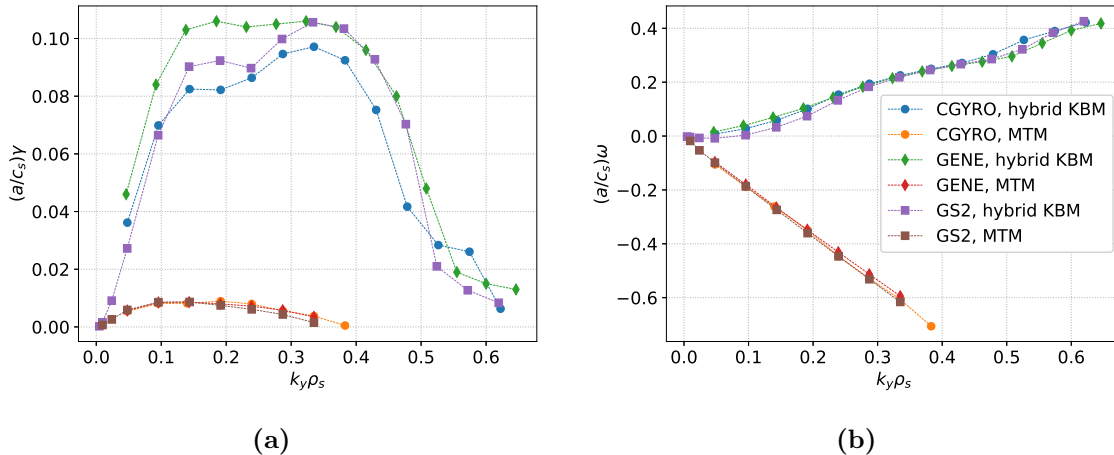 0.10
0.08
0.06
0.04
0.02
0.00
(a/c_s)γ
0.0 0.1 0.2 0.3 0.4 0.5 0.6
k_yρ_s
(a)
0.4
0.2
0.0
−0.2
−0.4
−0.6
(a/c_s)ω
CGYRO, hybrid KBM
CGYRO, MTM
GENE, hybrid KBM
GENE, MTM
GS2, hybrid KBM
GS2, MTM
0.0 0.1 0.2 0.3 0.4 0.5 0.6
k_yρ_s
(b)